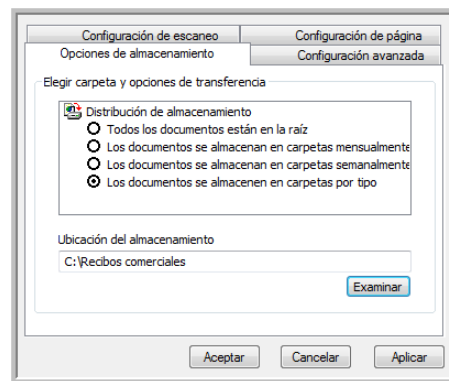 Configuración de escaneo
Configuración de página
Opciones de almacenamiento
Configuración avanzada
Elegir carpeta y opciones de transferencia
Distribución de almacenamiento
Todos los documentos están en la raíz
Los documentos se almacenan en carpetas mensualmente
Los documentos se almacenan en carpetas semanalmente
Los documentos se almacenen en carpetas por tipo
Ubicación del almacenamiento
C:\Recibos comerciales
Examinar
Aceptar
Cancelar
Aplicar